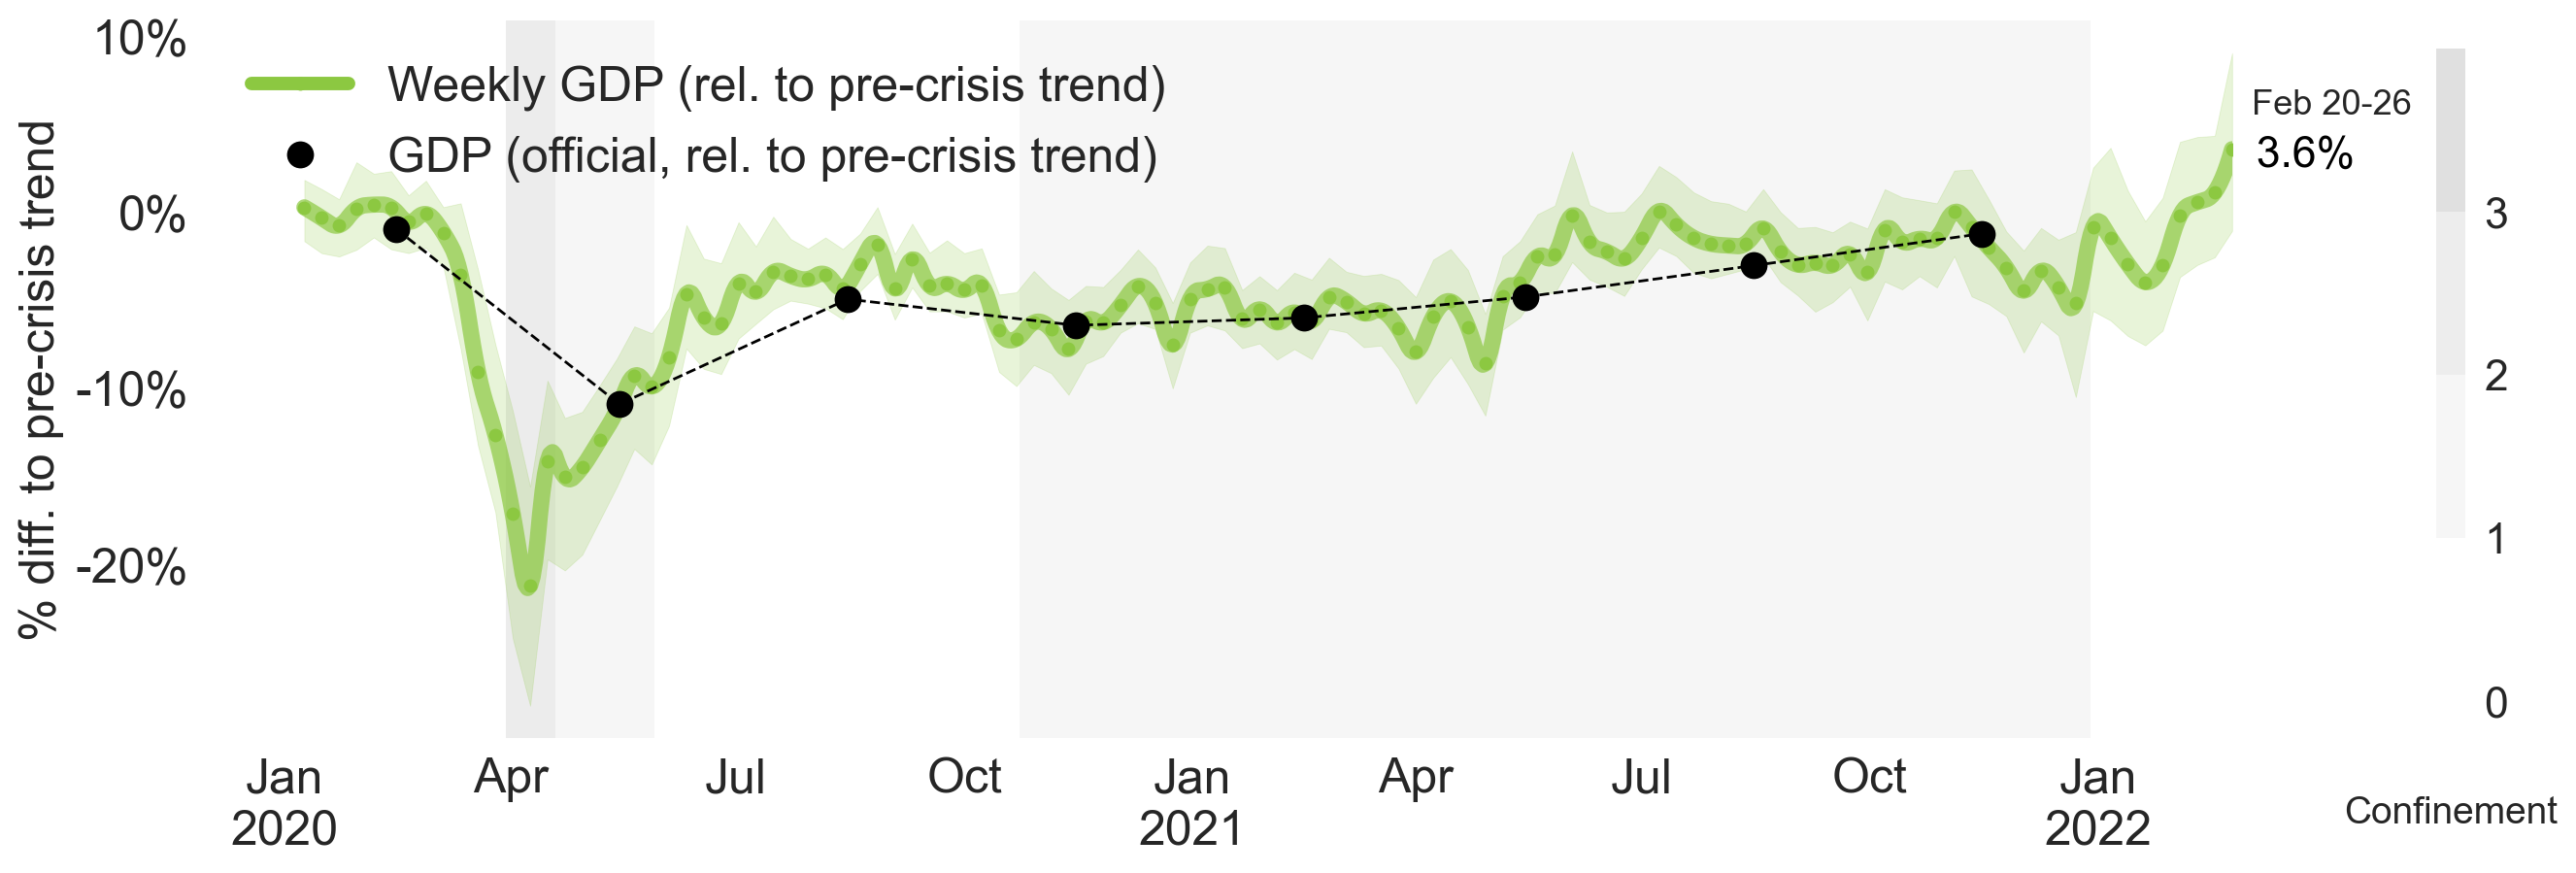 10%
Weekly GDP (rel. to pre-crisis trend)
GDP (official, rel. to pre-crisis trend)
Feb 20-26
3.6%
0%
-10%
-20%
% diff. to pre-crisis trend
3
2
1
0
Jan Apr Jul Oct Jan Apr Jul Oct Jan
2020 2021 2022
Confinement